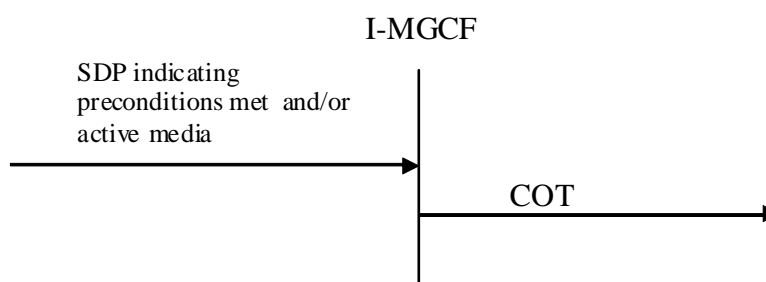 I-MGCF
SDP indicating
preconditions met and/or
active media
COT